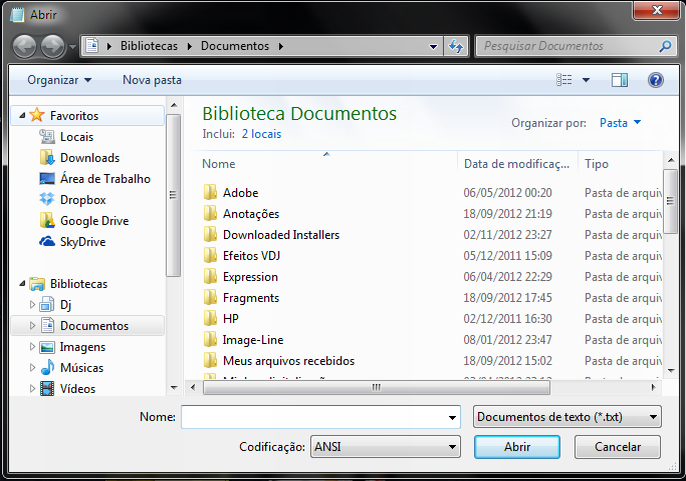 Abrir
Bibliotecas Documentos
Pesquisar Documentos
Organizar Nova pasta
Favoritos
Locais
Downloads
Área de Trabalho
Dropbox
Google Drive
SkyDrive
Bibliotecas
Dj
Documentos
Imagens
Músicas
Vídeos
Biblioteca Documentos
Inclui: 2 locais
Organizar por: Pasta
Nome Data de modificaç... Tipo
Adobe 06/05/2012 00:20 Pasta de arquiv
Anotações 18/09/2012 21:19 Pasta de arquiv
Downloaded Installers 02/11/2012 23:27 Pasta de arquiv
Efeitos VDJ 05/12/2011 15:09 Pasta de arquiv
Expression 06/04/2012 22:29 Pasta de arquiv
Fragments 18/09/2012 17:45 Pasta de arquiv
HP 02/12/2011 16:30 Pasta de arquiv
Image-Line 08/01/2012 23:47 Pasta de arquiv
Meus arquivos recebidos 18/09/2012 15:02 Pasta de arquiv
Nome:
Documentos de texto (*.txt)
Codificação: ANSI
Abrir Cancelar